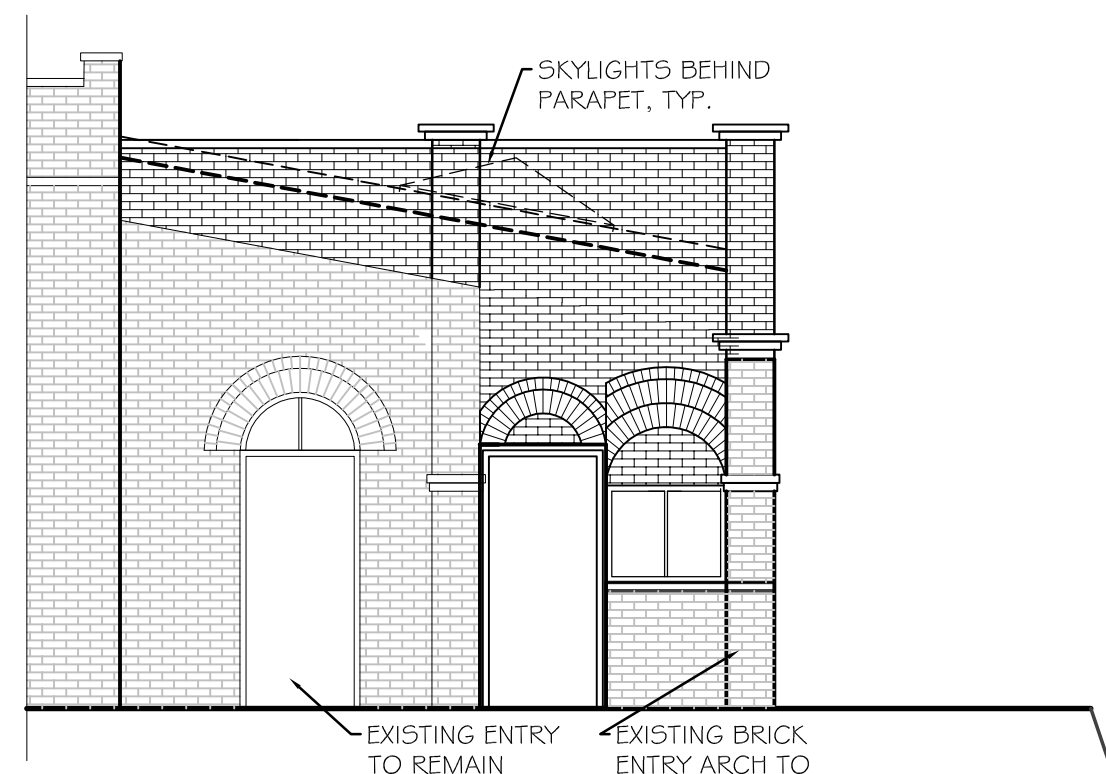 SKYLIGHTS BEHIND
PARAPET, TYP.
EXISTING ENTRY
TO REMAIN
EXISTING BRICK
ENTRY ARCH TO